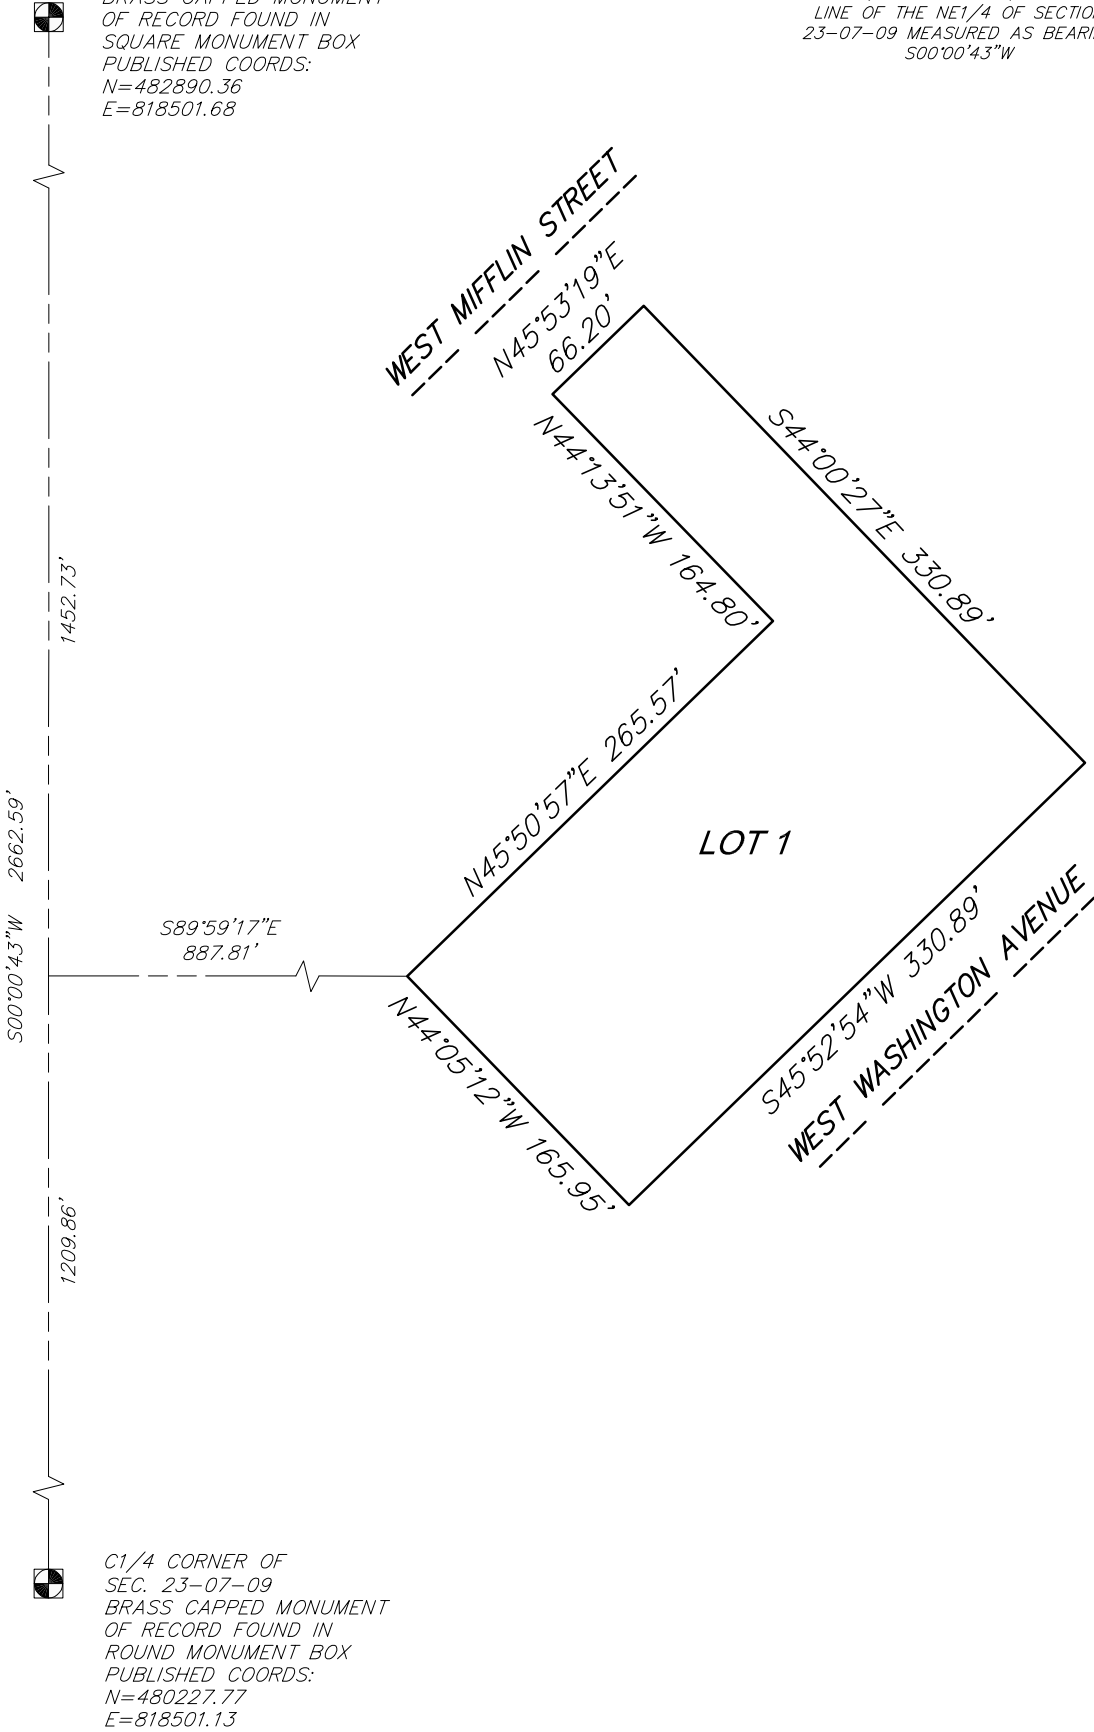 BRASS CAPPED MONUMENT
OF RECORD FOUND IN
SQUARE MONUMENT BOX
PUBLISHED COORDS:
N=482890.36
E=818501.68
LINE OF THE NE1/4 OF SECTION
23-07-09 MEASURED AS
S00°00'43"W
WEST MIFFLIN STREET
N45°53'19"E
66.20'
N44°13'51"W 164.80'
S44°00'27"E 330.89'
1452.73'
N45°50'57"E 265.57'
LOT 1
S00°00'43"W 2662.59'
S89°59'17"E
887.81'
N44°05'12"W 165.95'
S45°52'54"W 330.89'
WEST WASHINGTON AVENUE
1209.86'
C1/4 CORNER OF
SEC. 23-07-09
BRASS CAPPED MONUMENT
OF RECORD FOUND IN
ROUND MONUMENT BOX
PUBLISHED COORDS:
N=480227.77
E=818501.13